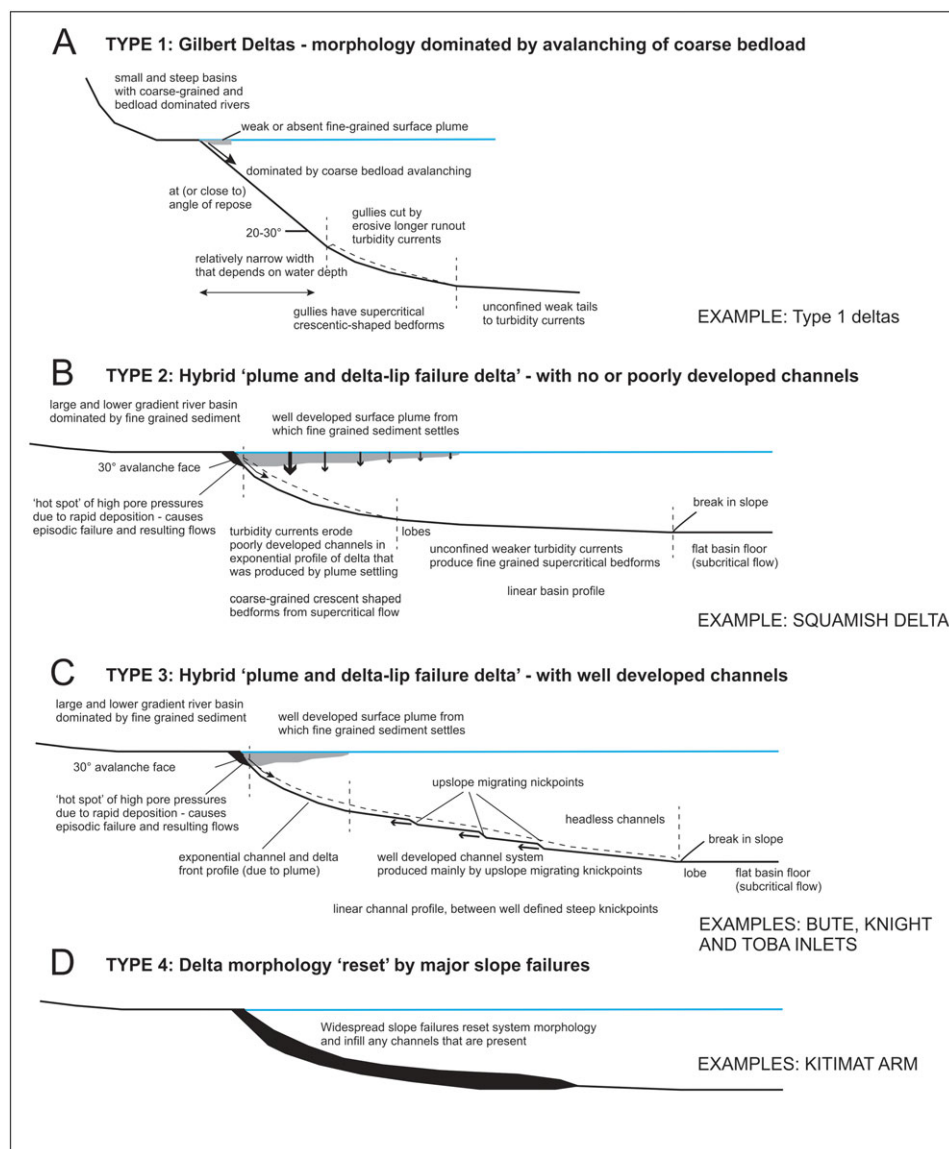 A TYPE 1: Gilbert Deltas - morphology dominated by avalanching of coarse bedload
small and steep basins
with coarse-grained and
bedload dominated rivers
weak or absent fine-grained surface plume
dominated by coarse bedload avalanching
at (or close to)
angle of repose
20-30°
gullies cut by
erosive longer runout
turbidity currents
relatively narrow width
that depends on water depth
gullies have supercritical
crescentic-shaped bedforms
unconfined weak tails
to turbidity currents
EXAMPLE: Type 1 deltas
B TYPE 2: Hybrid ‘plume and delta-lip failure delta’ - with no or poorly developed channels
large and lower gradient river basin
dominated by fine grained sediment
well developed surface plume from
which fine grained sediment settles
30° avalanche face
‘hot spot’ of high pore pressures
due to rapid deposition - causes
episodic failure and resulting flows
turbidity currents erode
poorly developed channels in
exponential profile of delta that
was produced by plume settling
coarse-grained crescent shaped
bedforms from supercritical flow
lobes
unconfined weaker turbidity currents
produce fine grained supercritical bedforms
linear basin profile
break in slope
flat basin floor
(subcritical flow)
EXAMPLE: SQUAMISH DELTA
C TYPE 3: Hybrid ‘plume and delta-lip failure delta’ - with well developed channels
large and lower gradient river basin
dominated by fine grained sediment
well developed surface plume from
which fine grained sediment settles
30° avalanche face
‘hot spot’ of high pore pressures
due to rapid deposition - causes
episodic failure and resulting flows
upslope migrating nickpoints
headless channels
break in slope
exponential channel and delta
front profile (due to plume)
well developed channel system
produced mainly by upslope migrating knickpoints
lobe
flat basin floor
(subcritical flow)
linear channel profile, between well defined steep knickpoints
EXAMPLES: BUTE, KNIGHT
AND TOBA INLETS
D TYPE 4: Delta morphology ‘reset’ by major slope failures
Widespread slope failures reset system morphology
and infill any channels that are present
EXAMPLES: KITIMAT ARM